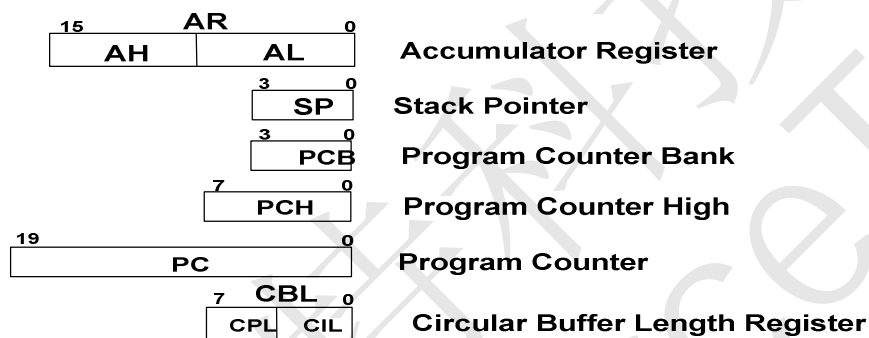 AR
15 0
AH AL Accumulator Register
3 0
SP Stack Pointer
3 0
PCB Program Counter Bank
7 0
PCH Program Counter High
19 0
PC Program Counter
7 CBL 0
CPL CIL Circular Buffer Length Register